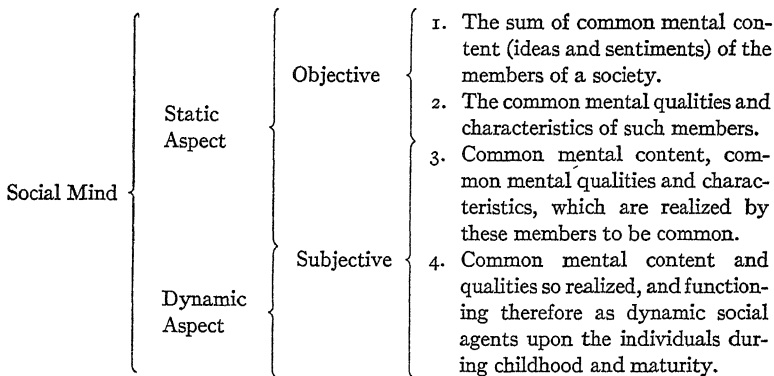 Social Mind
Static
Aspect
Dynamic
Aspect
Objective
Subjective
1. The sum of common mental con-
tent (ideas and sentiments) of the
members of a society.
2. The common mental qualities and
characteristics of such members.
3. Common mental content, com-
mon mental qualities and charac-
teristics, which are realized by
these members to be common.
4. Common mental content and
qualities so realized, and function-
ing therefore as dynamic social
agents upon the individuals dur-
ing childhood and maturity.